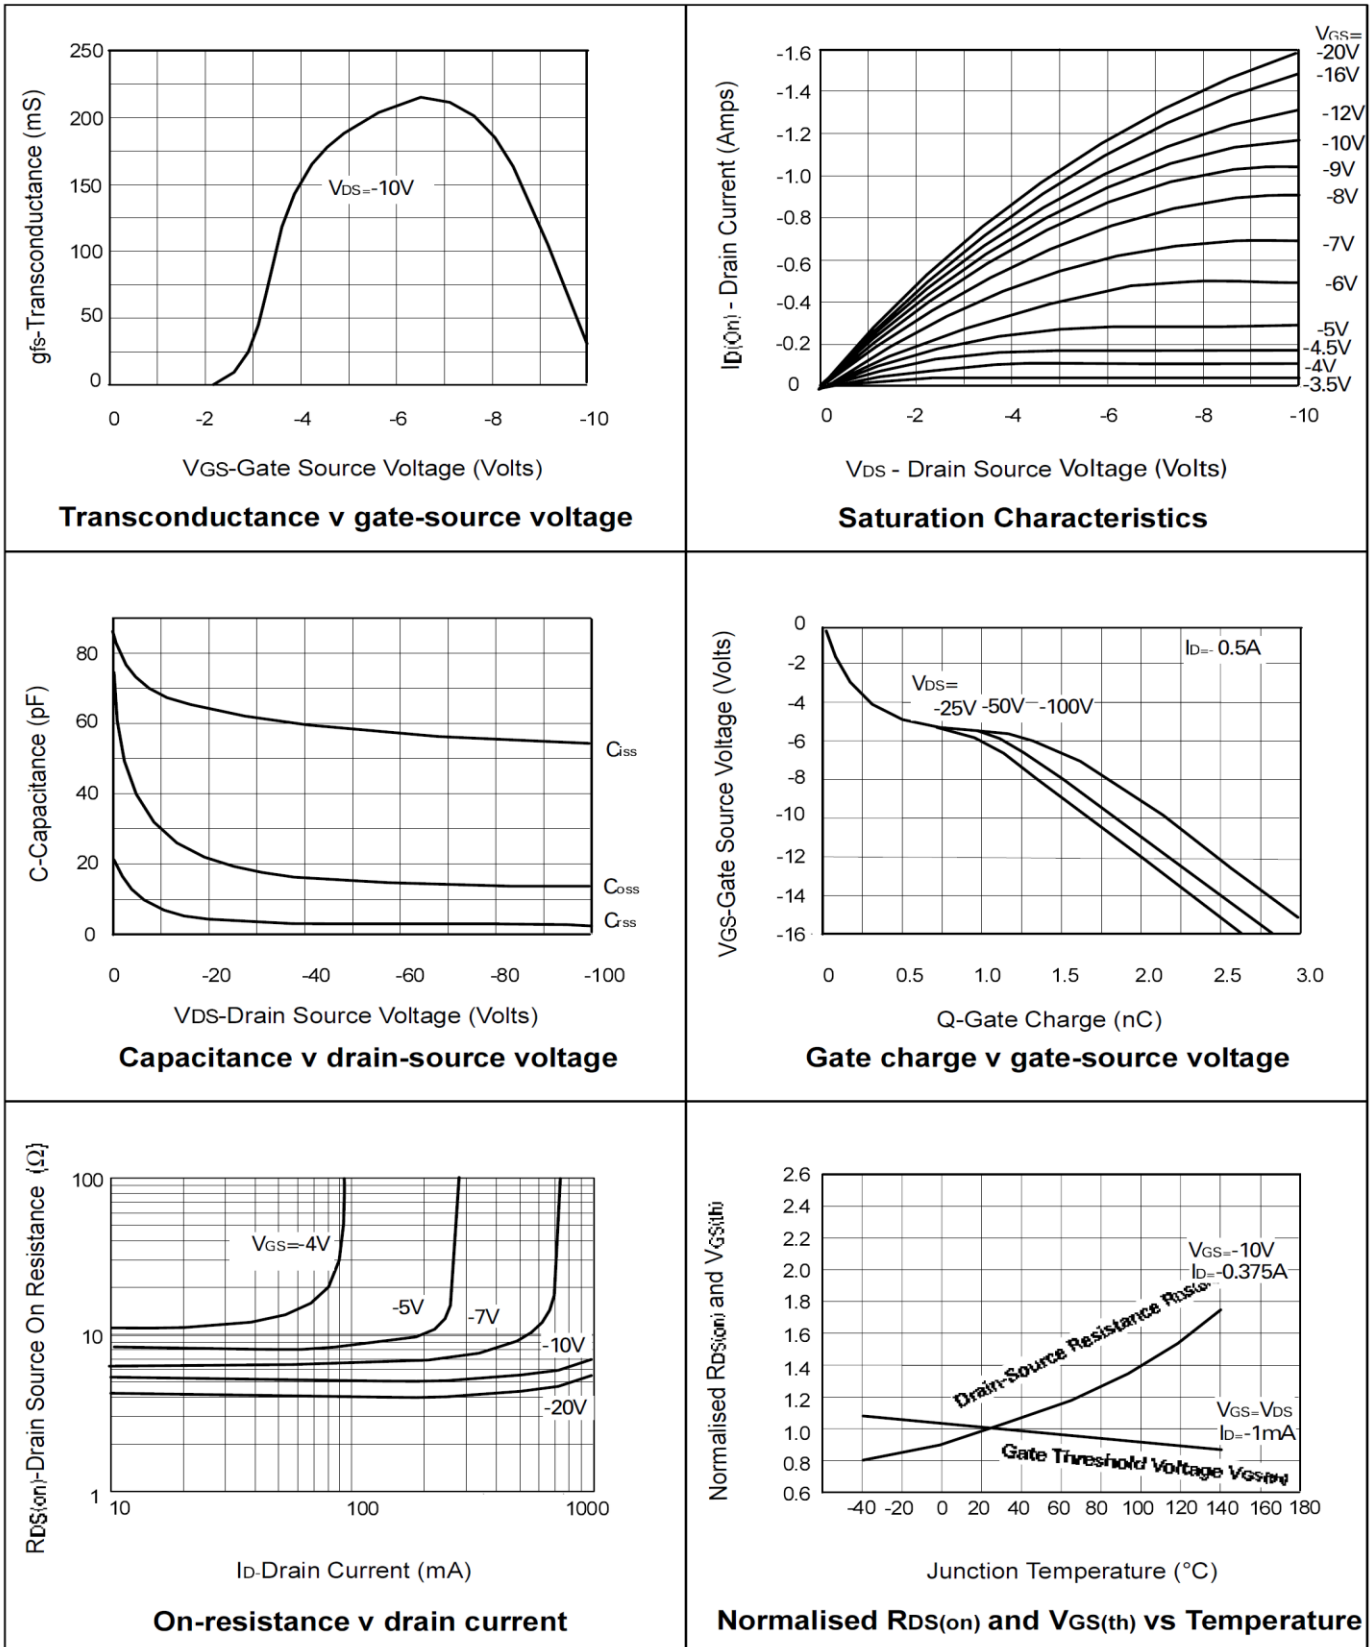 250
200
150
100
50
0
gfs-Transconductance (mS)
VDS=-10V
0 -2 -4 -6 -8 -10
VGS-Gate Source Voltage (Volts)
Transconductance v gate-source voltage
VGS=
-20V
-16V
-12V
-10V
-9V
-8V
-7V
-6V
-5V
-4.5V
-4V
-3.5V
-1.6
-1.4
-1.2
-1.0
-0.8
-0.6
-0.4
-0.2
0
ID(On) - Drain Current (Amps)
0 -2 -4 -6 -8 -10
VDS - Drain Source Voltage (Volts)
Saturation Characteristics
80
60
40
20
0
C-Capacitance (pF)
Ciss
Coss
Crss
0 -20 -40 -60 -80 -100
VDS-Drain Source Voltage (Volts)
Capacitance v drain-source voltage
0
-2
-4
-6
-8
-10
-12
-14
-16
VGS-Gate Source Voltage (Volts)
ID=- 0.5A
VDS=
-25V -50V -100V
0 0.5 1.0 1.5 2.0 2.5 3.0
Q-Gate Charge (nC)
Gate charge v gate-source voltage
100
10
1
RDS(on)-Drain Source On Resistance (Ω)
VGS=-4V
-5V
-7V
-10V
-20V
10 100 1000
ID-Drain Current (mA)
On-resistance v drain current
2.6
2.4
2.2
2.0
1.8
1.6
1.4
1.2
1.0
0.8
0.6
Normalised RDS(on) and VGS(th)
VGS=-10V
ID=-0.375A
Drain-Source Resistance
VGS=VDS
ID=-1mA
Gate Threshold Voltage VGS(th)
-40 -20 0 20 40 60 80 100 120 140 160 180
Junction Temperature (°C)
Normalised RDS(on) and VGS(th) vs Temperature